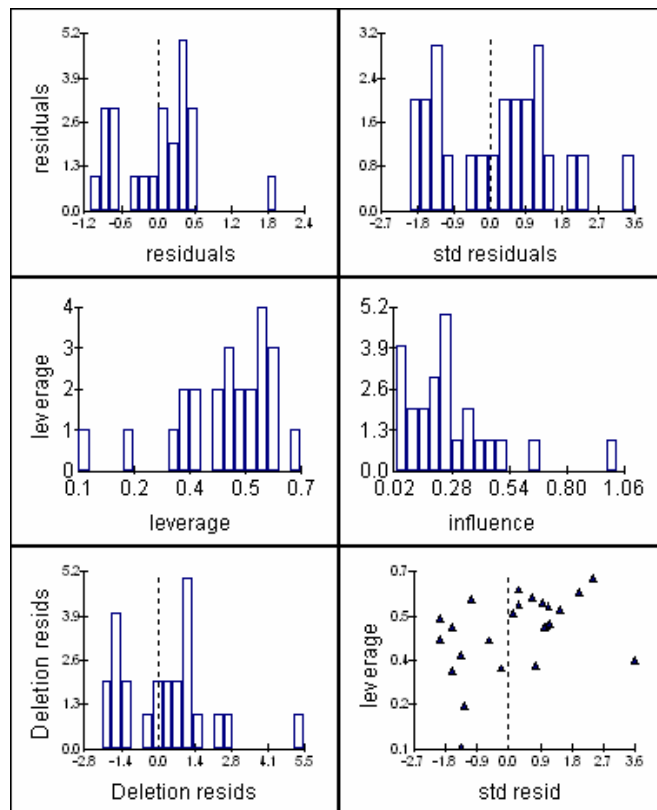 5.2
3.9
2.6
1.3
0.0
residuals
-1.2 -0.6 0.0 0.6 1.2 1.8 2.4
residuals
3.2
2.4
1.6
0.8
0.0
-2.7 -1.8 -0.9 0.0 0.9 1.8 2.7 3.6
std residuals
4
3
2
1
0
leverage
0.1 0.2 0.4 0.5 0.7
leverage
5.2
3.9
2.6
1.3
0.0
0.02 0.28 0.54 0.80 1.06
influence
5.2
3.9
2.6
1.3
0.0
Deletion resids
-2.8 -1.4 0.0 1.4 2.8 4.1 5.5
Deletion resids
0.7
0.5
0.4
0.2
0.1
leverage
-2.7 -1.8 -0.9 0.0 0.9 1.8 2.7 3.6
std resid